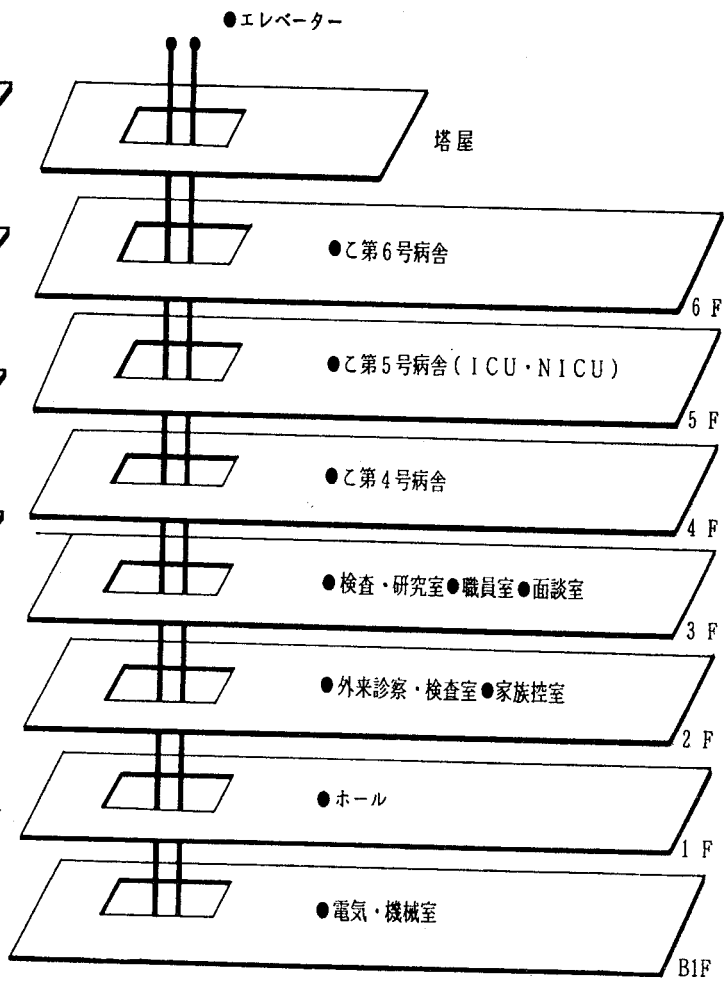 ●エレベーター
塔屋
●乙第6号病舎
6F
●乙第5号病舎(ICU・NICU)
5F
●乙第4号病舎
4F
●検査・研究室●職員室●面談室
3F
●外来診察・検査室●家族控室
2F
●ホール
1F
●電気・機械室
B1F